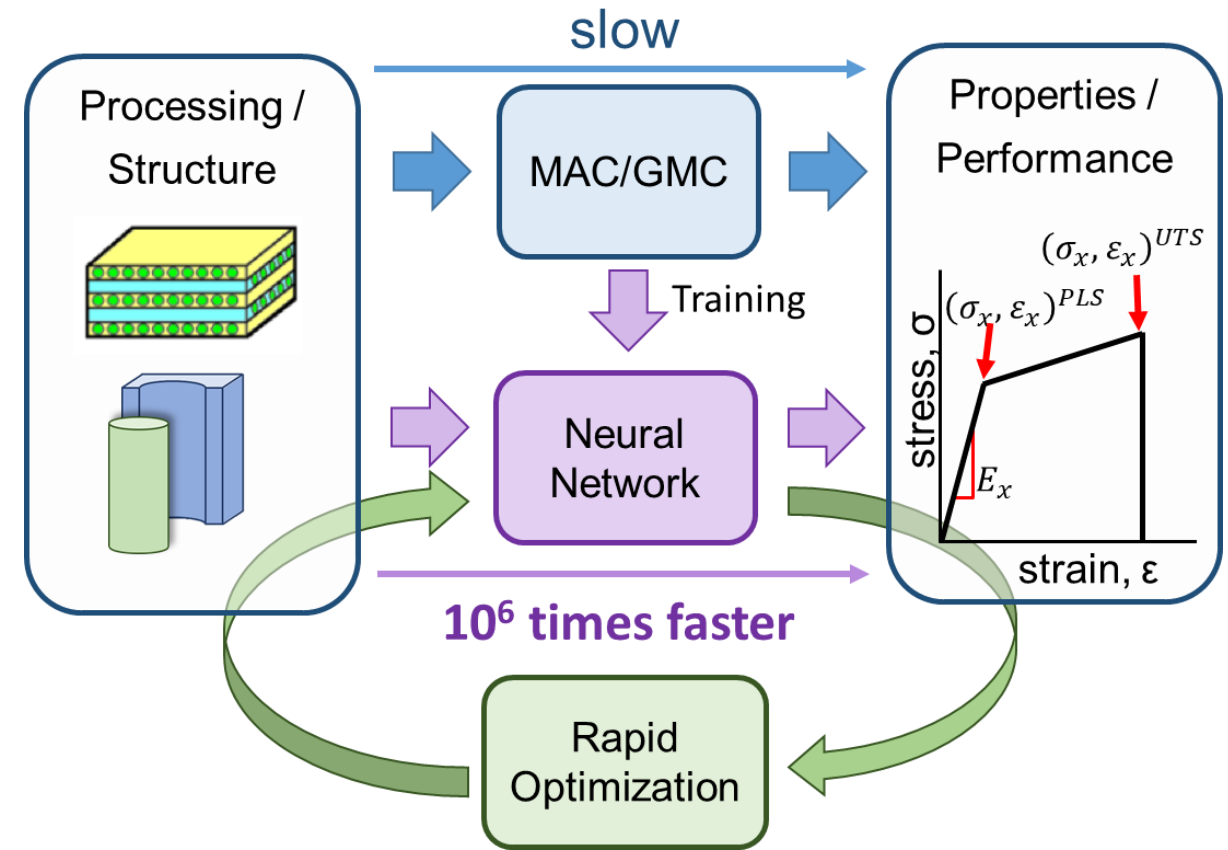 slow
Processing /
Structure
MAC/GMC
Properties /
Performance
Training
(σₓ, εₓ)ᵁᵀˢ
(σₓ, εₓ)ᴾᴸˢ
stress, σ
Eₓ
strain, ε
Neural
Network
10⁶ times faster
Rapid
Optimization